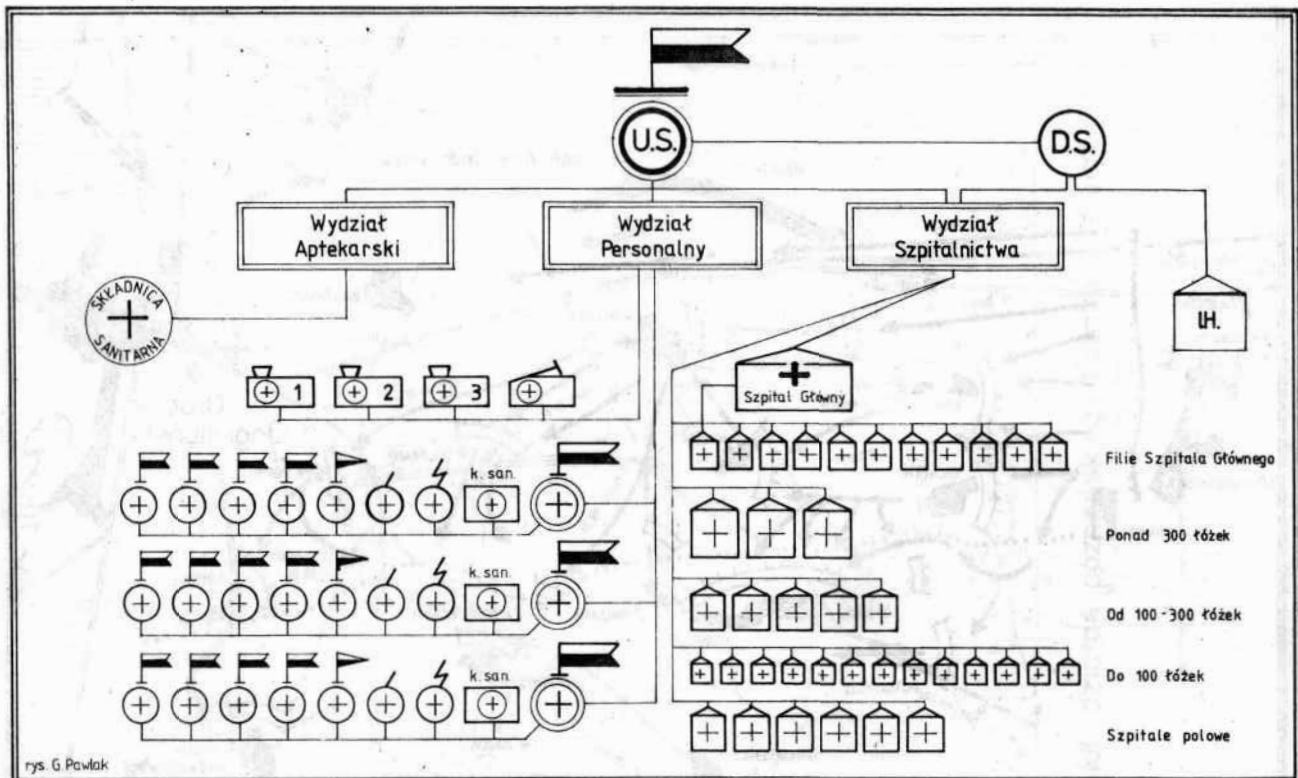 U.S.
D.S.
Wydział
Aptekarski
Wydział
Personalny
Wydział
Szpitalnictwa
SKŁADNICA
SANITARNA
I.H.
1
2
3
Szpital Główny
Filie Szpitala Głównego
k. san.
Ponad 300 łóżek
k. san.
Od 100-300 łóżek
k. san.
Do 100 łóżek
Szpitale polowe
rys. G. Pawlak